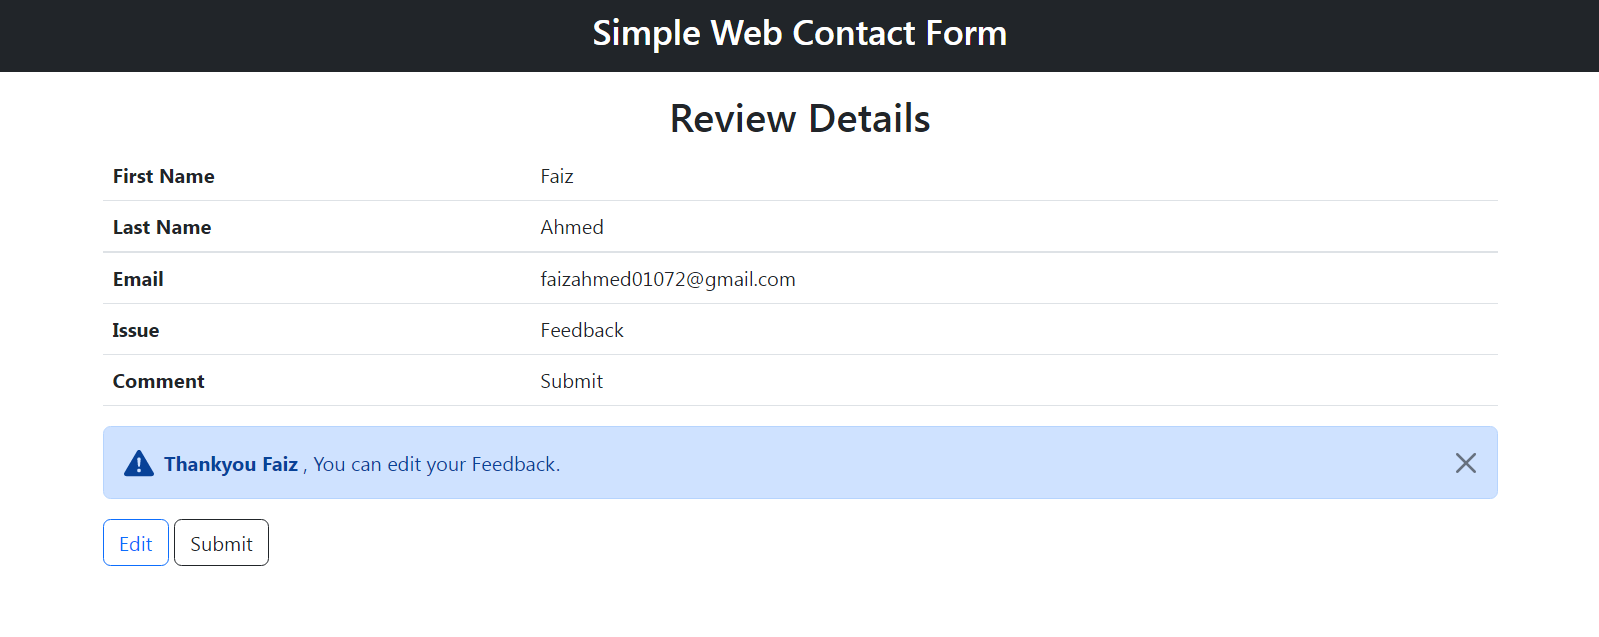 Simple Web Contact Form
Review Details
First Name Faiz
Last Name Ahmed
Email faizahmed01072@gmail.com
Issue Feedback
Comment Submit
Thankyou Faiz , You can edit your Feedback.
Edit Submit